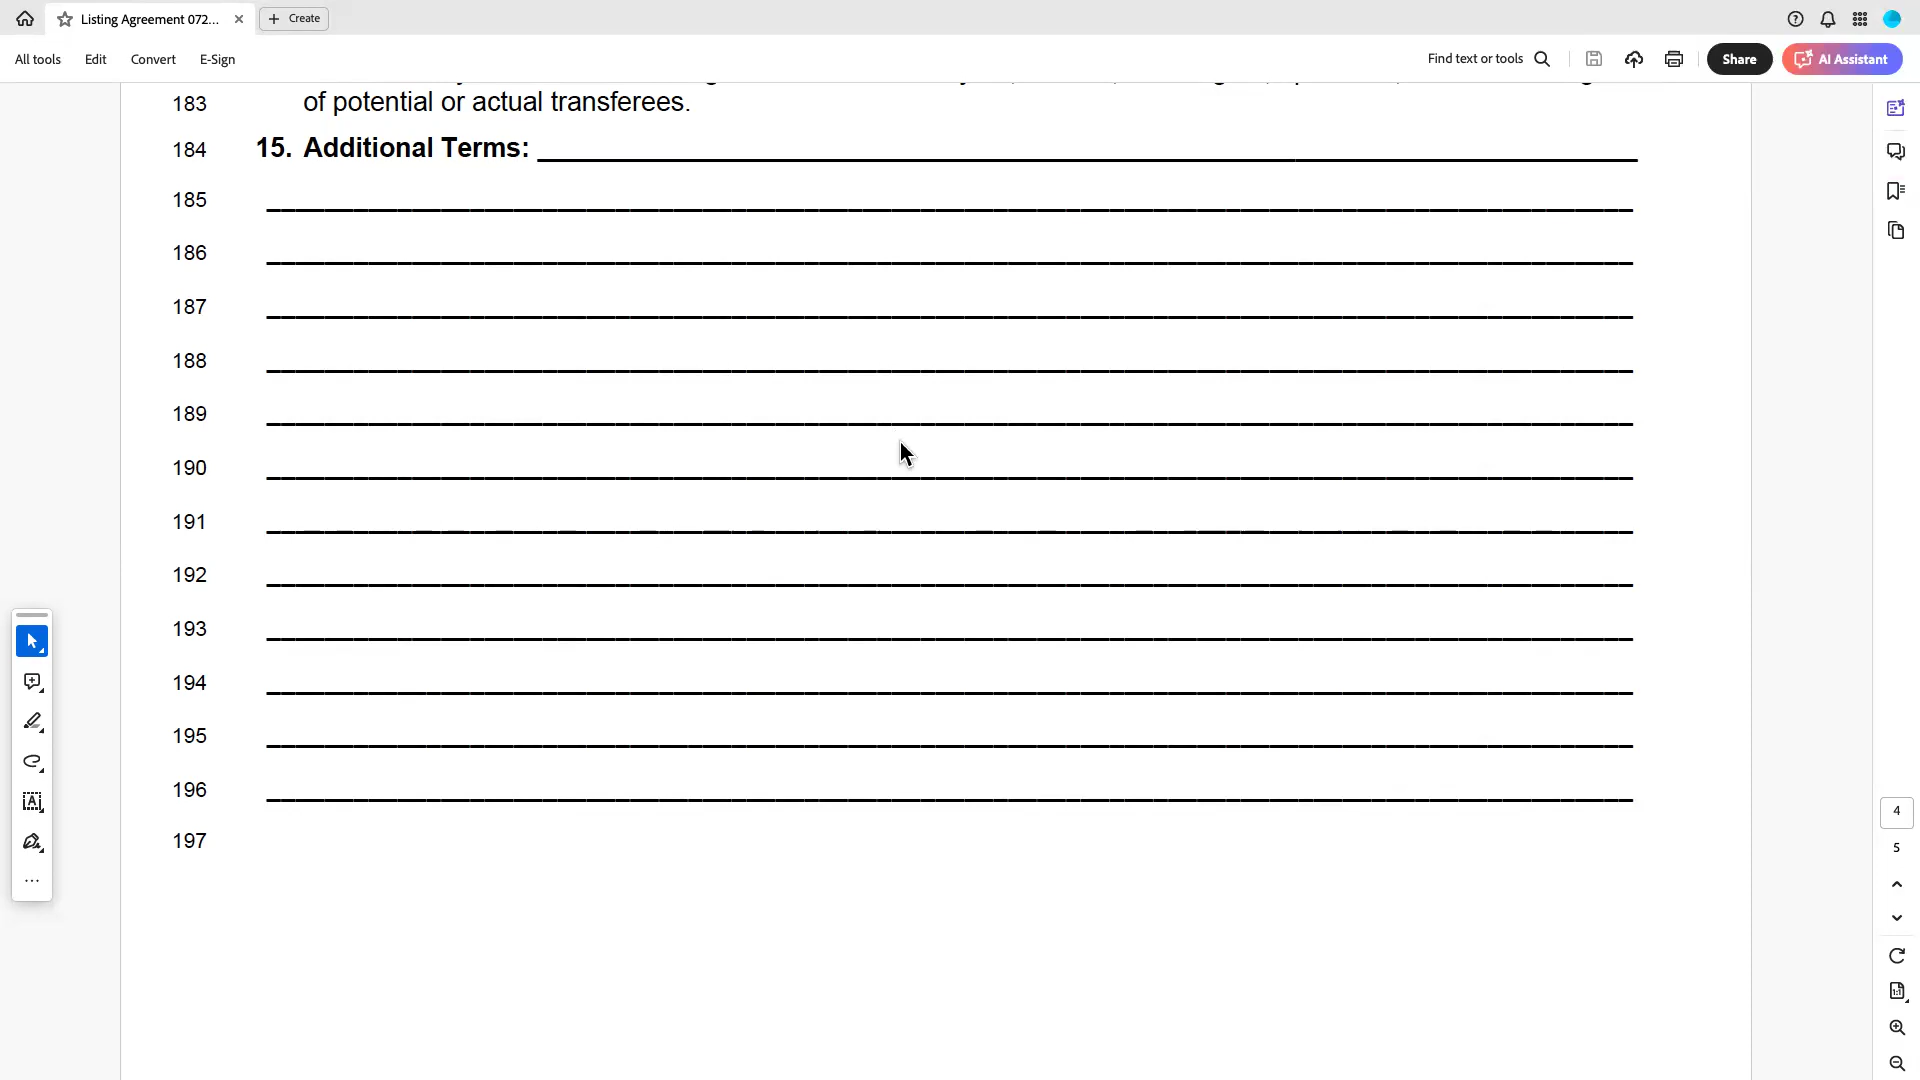 Listing Agreement 072...
Create
All tools
Edit
Convert
E-Sign
Find text or tools
Share
AI Assistant
183 of potential or actual transferees.
184 15. Additional Terms:
185
186
187
188
189
190
191
192
193
194
195
196
197
4
5